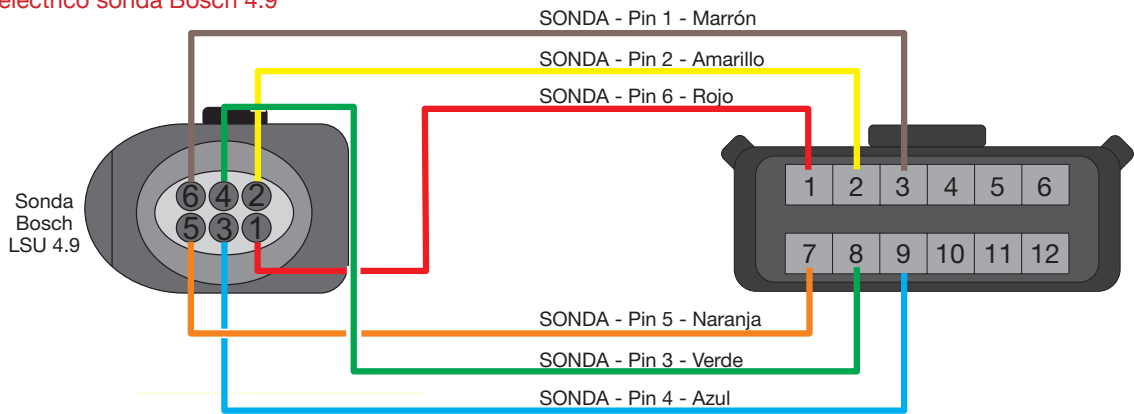 eléctrico sonda Bosch 4.9
SONDA - Pin 1 - Marrón
SONDA - Pin 2 - Amarillo
SONDA - Pin 6 - Rojo
Sonda
Bosch
LSU 4.9
6 4 2
5 3 1
1 2 3 4 5 6
7 8 9 10 11 12
SONDA - Pin 5 - Naranja
SONDA - Pin 3 - Verde
SONDA - Pin 4 - Azul